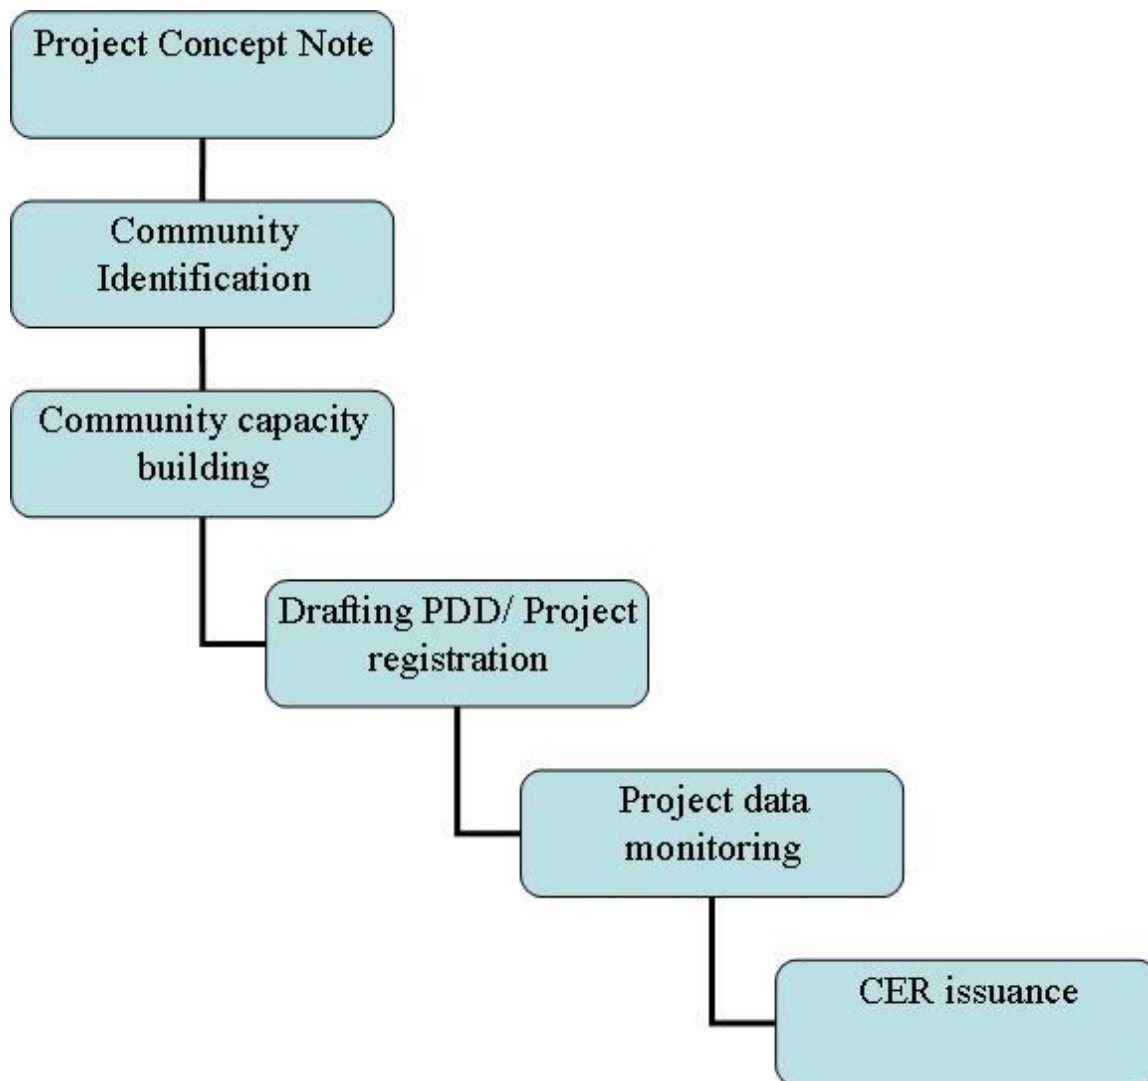 Project Concept Note
Community
Identification
Community capacity
building
Drafting PDD/ Project
registration
Project data
monitoring
CER issuance